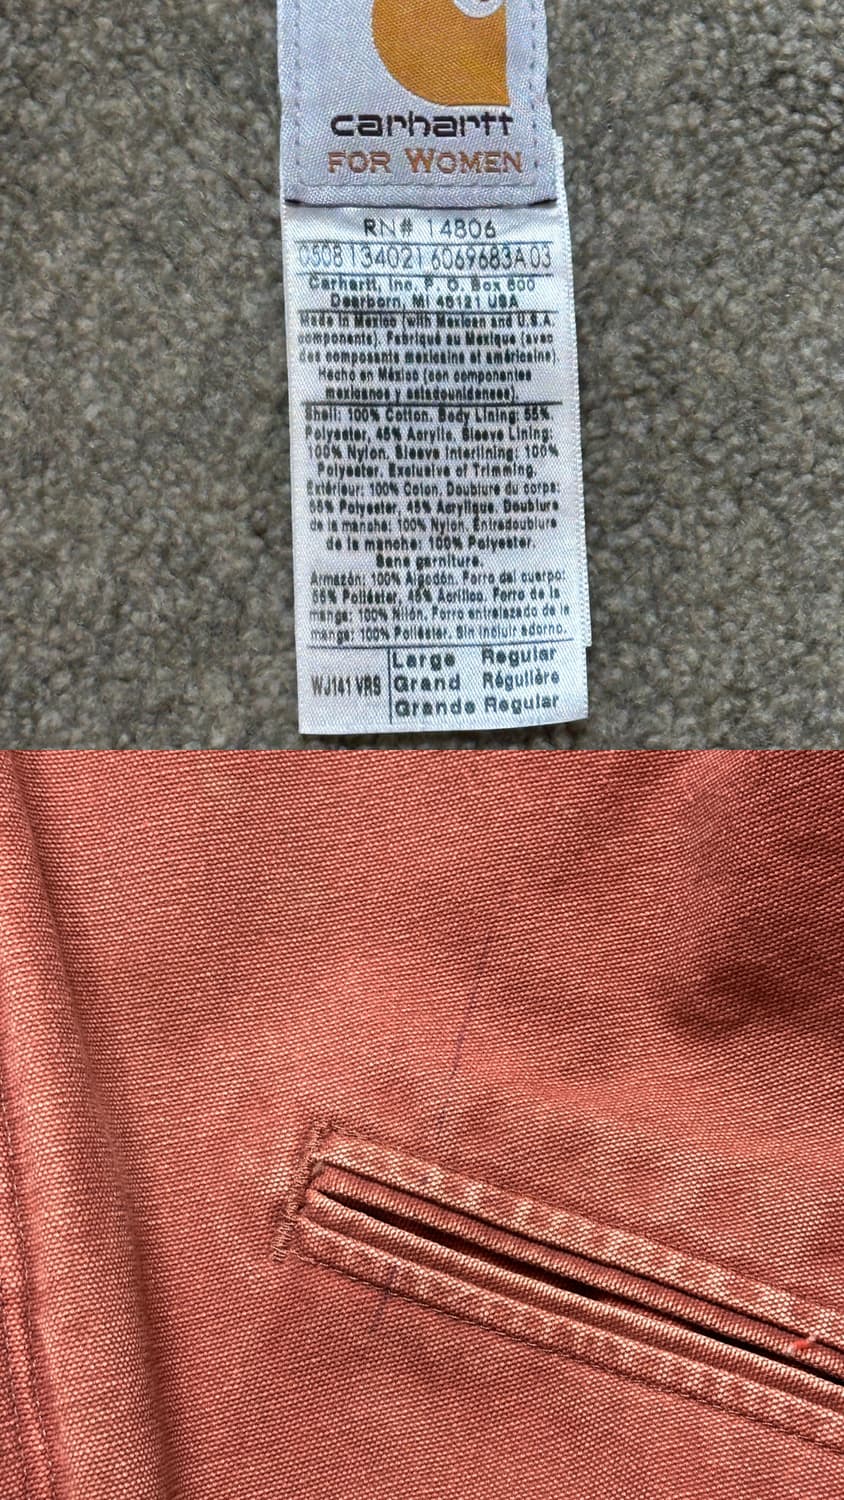 carhartt
FOR WOMEN
RN# 14806
0508134021 6069683A03
Carhartt, Inc. P. O. Box 600
Dearborn, MI 48121 USA
Made in Mexico (with Mexican and U.S.A.
components). Fabriqué au Mexique (avec
des composants mexicains et américains).
Hecho en México (con componentes
mexicanos y estadounidenses).
Shell: 100% Cotton. Body Lining: 55%
Polyester, 45% Acrylic. Sleeve Lining:
100% Nylon. Sleeve Interlining: 100%
Polyester. Exclusive of Trimming.
Extérieur: 100% Coton. Doublure du corps:
55% Polyester, 45% Acrylique. Doublure
de la manche: 100% Nylon. Entredoublure
de la manche: 100% Polyester.
Sans garniture.
Armazón: 100% Algodón. Forro del cuerpo:
55% Poliéster, 45% Acrílico. Forro de la
manga: 100% Nilón. Forro entrelazado de la
manga: 100% Poliéster. Sin incluir adorno.
WJ141 VRS
Large Regular
Grand Régulière
Grande Regular